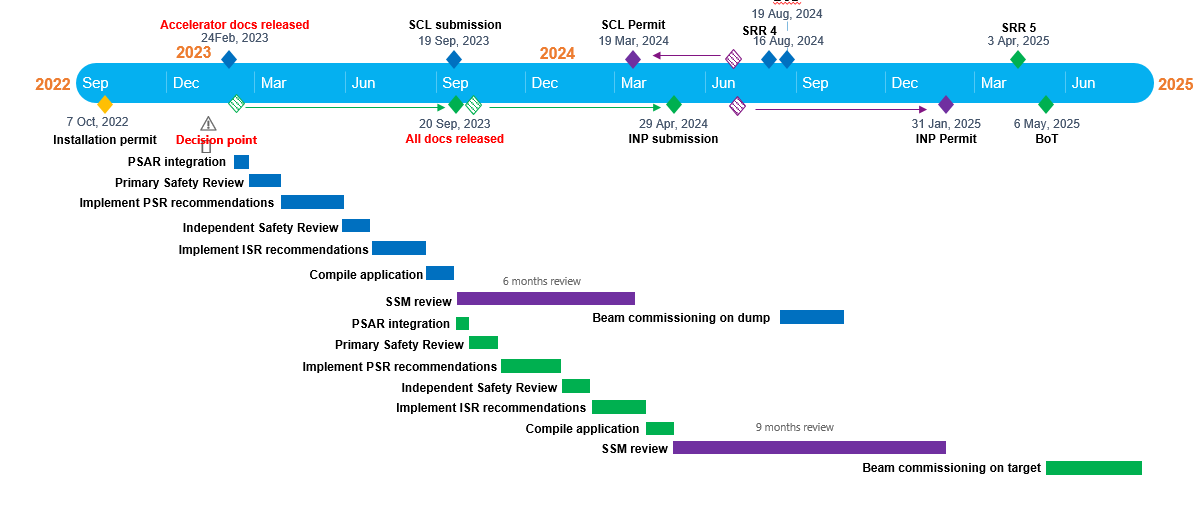 19 Aug, 2024
Accelerator docs released
SCL submission
SCL Permit
SRR 4
SRR 5
24Feb, 2023
19 Sep, 2023
19 Mar, 2024
16 Aug, 2024
3 Apr, 2025
2023
2024
2022
Sep
Dec
Mar
Jun
Sep
Dec
Mar
Jun
Sep
Dec
Mar
Jun
2025
7 Oct, 2022
20 Sep, 2023
29 Apr, 2024
31 Jan, 2025
6 May, 2025
Installation permit
Decision point
All docs released
INP submission
INP Permit
BoT
PSAR integration
Primary Safety Review
Implement PSR recommendations
Independent Safety Review
Implement ISR recommendations
Compile application
6 months review
SSM review
Beam commissioning on dump
PSAR integration
Primary Safety Review
Implement PSR recommendations
Independent Safety Review
Implement ISR recommendations
Compile application
9 months review
SSM review
Beam commissioning on target